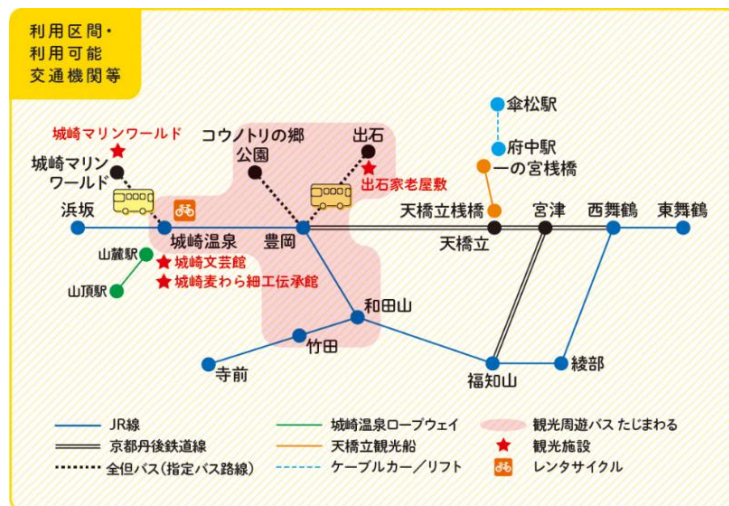 利用区間・
利用可能
交通機関等
傘松駅
府中駅
一の宮桟橋
城崎マリンワールド
コウノトリの郷
公園
出石
城崎マリン
ワールド
出石家老屋敷
浜坂
城崎温泉
豊岡
天橋立桟橋
天橋立
宮津
西舞鶴
東舞鶴
山麓駅
城崎文芸館
城崎麦わら細工伝承館
山頂駅
和田山
竹田
寺前
福知山
綾部
JR線
城崎温泉ロープウェイ
観光周遊バス たじまわる
京都丹後鉄道線
天橋立観光船
観光施設
全但バス(指定バス路線)
ケーブルカー/リフト
レンタサイクル